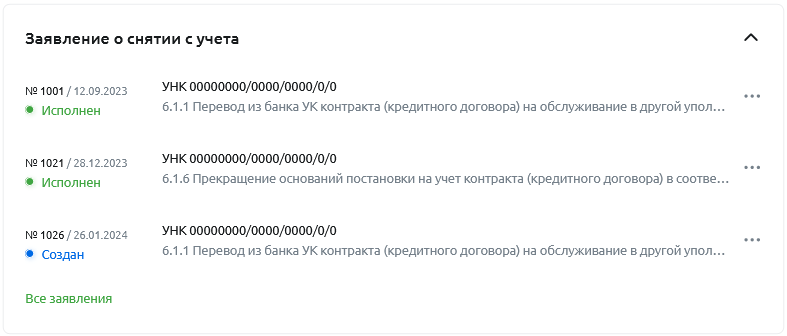 Заявление о снятии с учета
№ 1001 / 12.09.2023
Исполнен
УНК 00000000/0000/0000/0/0
6.1.1 Перевод из банка УК контракта (кредитного договора) на обслуживание в другой упол...
№ 1021 / 28.12.2023
Исполнен
УНК 00000000/0000/0000/0/0
6.1.6 Прекращение оснований постановки на учет контракта (кредитного договора) в соотве...
№ 1026 / 26.01.2024
Создан
УНК 00000000/0000/0000/0/0
6.1.1 Перевод из банка УК контракта (кредитного договора) на обслуживание в другой упол...
Все заявления